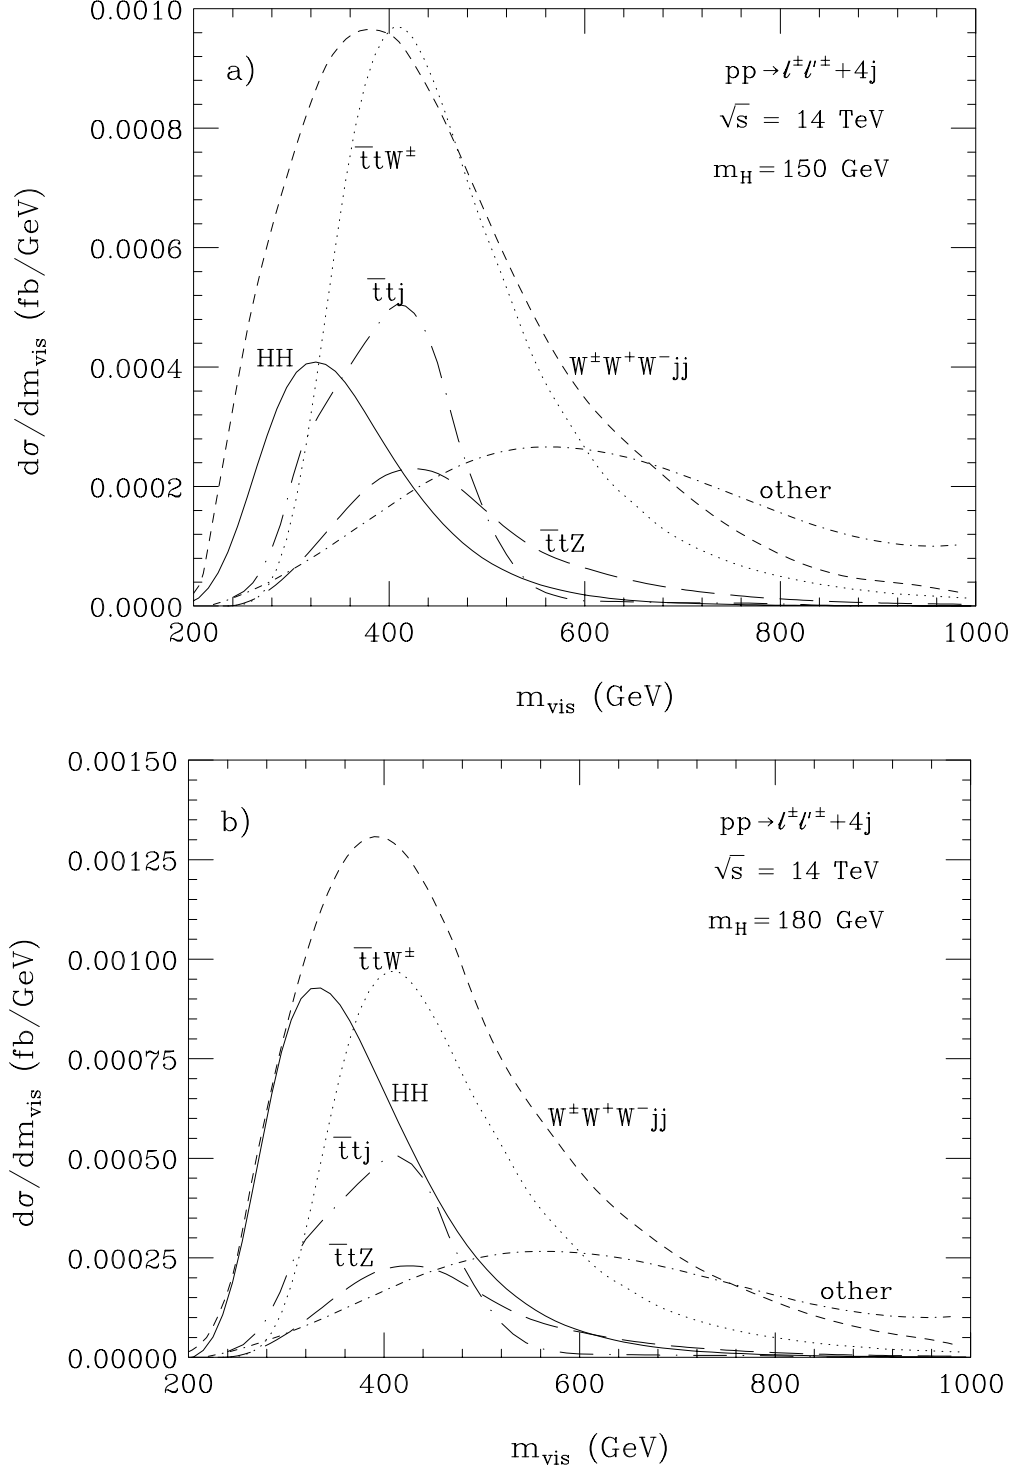 0.0010
a)
pp→ℓ±ℓ′±+4j
0.0008
t̅tW±
√s = 14 TeV
m_H=150 GeV
0.0006
dσ/dm_vis (fb/GeV)
t̅tj
HH
W±W+W−jj
0.0004
other
0.0002
t̅tZ
0.0000
200 400 600 800 1000
m_vis (GeV)
0.00150
b)
pp→ℓ±ℓ′±+4j
0.00125
√s = 14 TeV
m_H=180 GeV
0.00100
t̅tW±
dσ/dm_vis (fb/GeV)
0.00075
HH
W±W+W−jj
t̅tj
0.00050
t̅tZ
0.00025
other
0.00000
200 400 600 800 1000
m_vis (GeV)